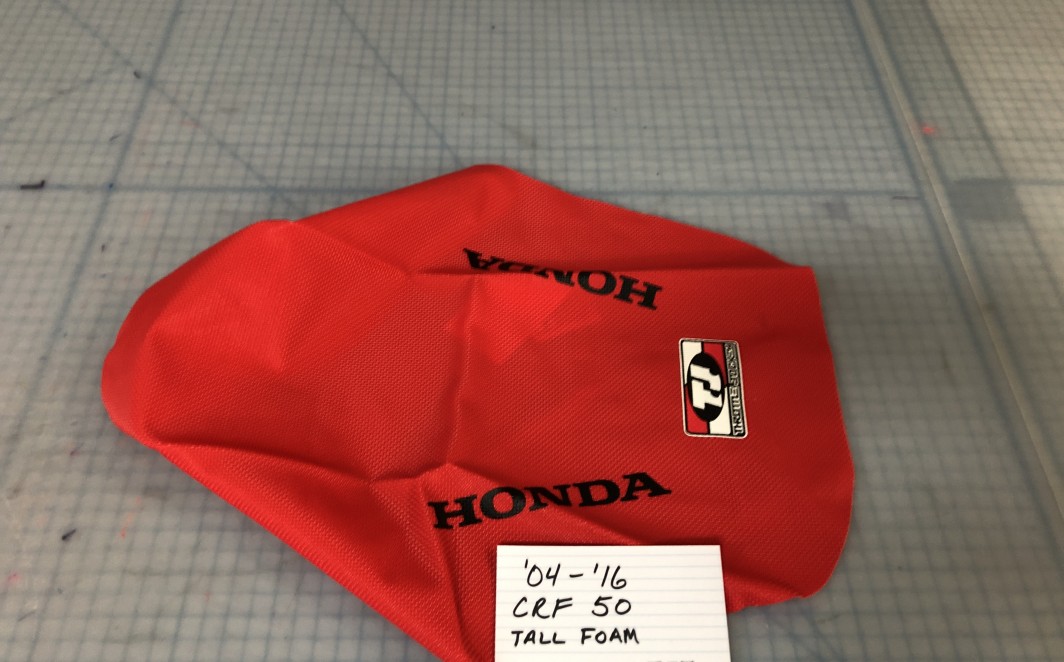 HONDA
HONDA
'04-'16
CRF 50
TALL FOAM